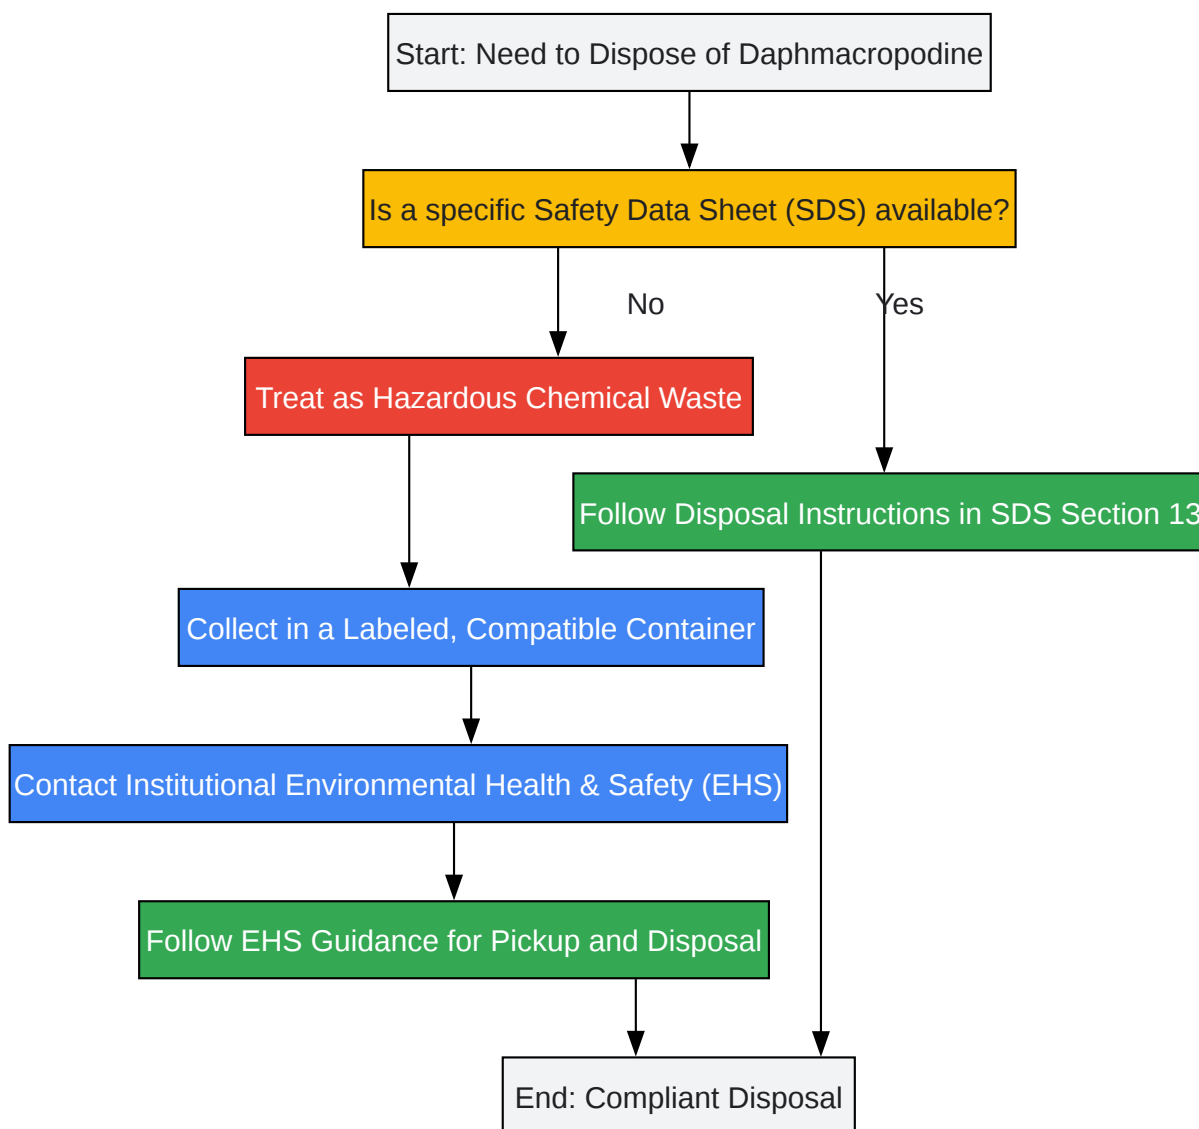 Start: Need to Dispose of Daphmacropodine
Is a specific Safety Data Sheet (SDS) available?
No
Yes
Treat as Hazardous Chemical Waste
Follow Disposal Instructions in SDS Section 13
Collect in a Labeled, Compatible Container
Contact Institutional Environmental Health & Safety (EHS)
Follow EHS Guidance for Pickup and Disposal
End: Compliant Disposal